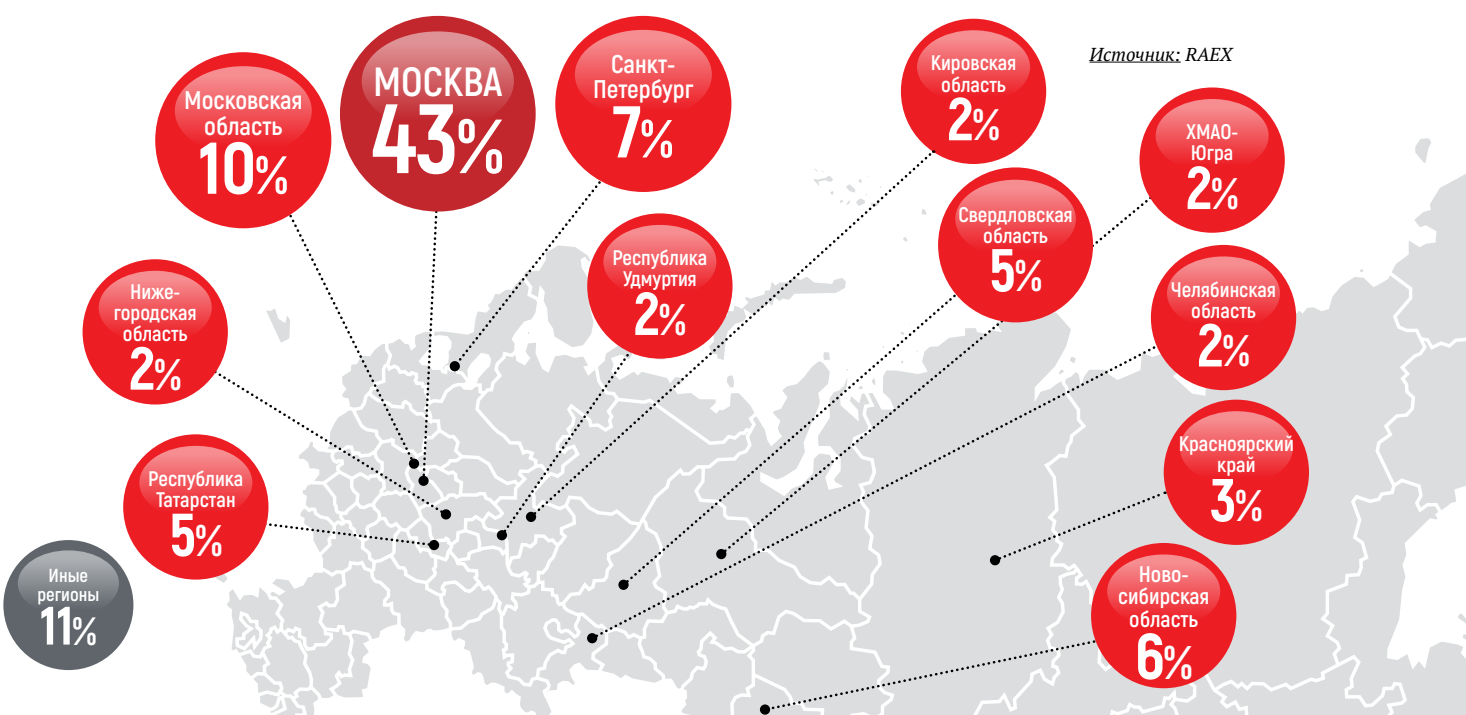 Московская
область
10%
МОСКВА
43%
Санкт-
Петербург
7%
Кировская
область
2%
Источник: RAEX
ХМАО-
Югра
2%
Свердловская
область
5%
Республика
Удмуртия
2%
Ниже-
городская
область
2%
Челябинская
область
2%
Красноярский
край
3%
Республика
Татарстан
5%
Иные
регионы
11%
Ново-
сибирская
область
6%